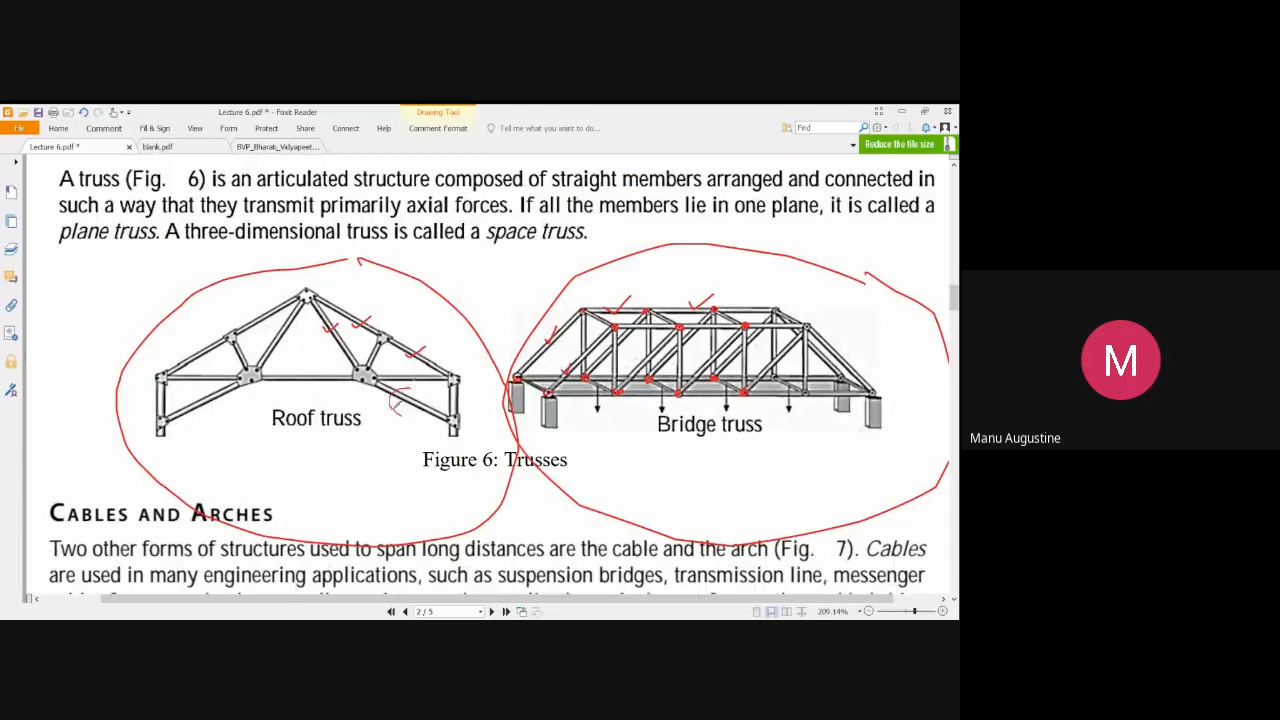 Lecture 6.pdf * - Foxit Reader
Drawing Tool
File Home Comment Fill & Sign View Form Protect Share Connect Help Comment Format Tell me what you want to do... Find
Lecture 6.pdf * blank.pdf BVP_Bharati_Vidyapeet... Reduce the file size
A truss (Fig. 6) is an articulated structure composed of straight members arranged and connected in
such a way that they transmit primarily axial forces. If all the members lie in one plane, it is called a
plane truss. A three-dimensional truss is called a space truss.
Roof truss
Bridge truss
Figure 6: Trusses
CABLES AND ARCHES
Two other forms of structures used to span long distances are the cable and the arch (Fig. 7). Cables
are used in many engineering applications, such as suspension bridges, transmission line, messenger
2 / 5
209.14%
M
Manu Augustine